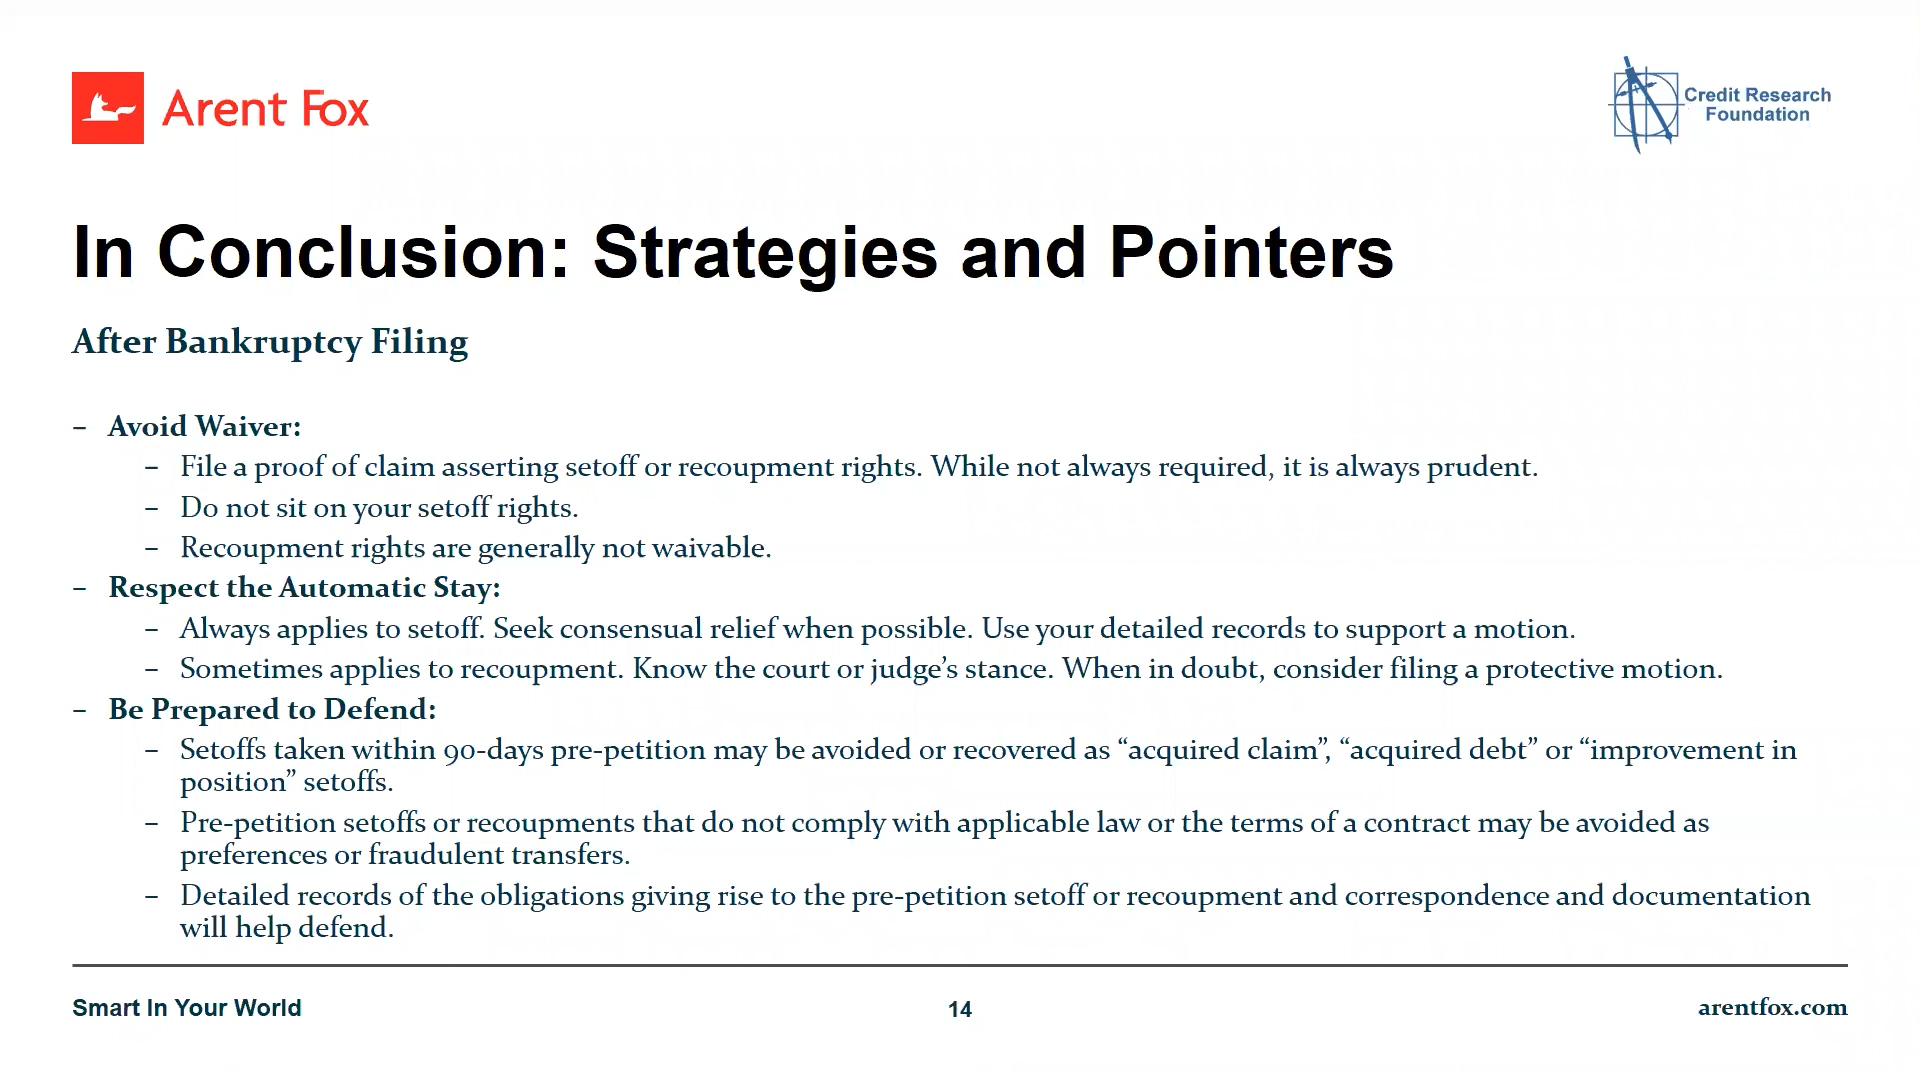 Arent Fox
Credit Research
Foundation
In Conclusion: Strategies and Pointers
After Bankruptcy Filing
– Avoid Waiver:
– File a proof of claim asserting setoff or recoupment rights. While not always required, it is always prudent.
– Do not sit on your setoff rights.
– Recoupment rights are generally not waivable.
– Respect the Automatic Stay:
– Always applies to setoff. Seek consensual relief when possible. Use your detailed records to support a motion.
– Sometimes applies to recoupment. Know the court or judge’s stance. When in doubt, consider filing a protective motion.
– Be Prepared to Defend:
– Setoffs taken within 90-days pre-petition may be avoided or recovered as “acquired claim”, “acquired debt” or “improvement in
position” setoffs.
– Pre-petition setoffs or recoupments that do not comply with applicable law or the terms of a contract may be avoided as
preferences or fraudulent transfers.
– Detailed records of the obligations giving rise to the pre-petition setoff or recoupment and correspondence and documentation
will help defend.
Smart In Your World
14
arentfox.com